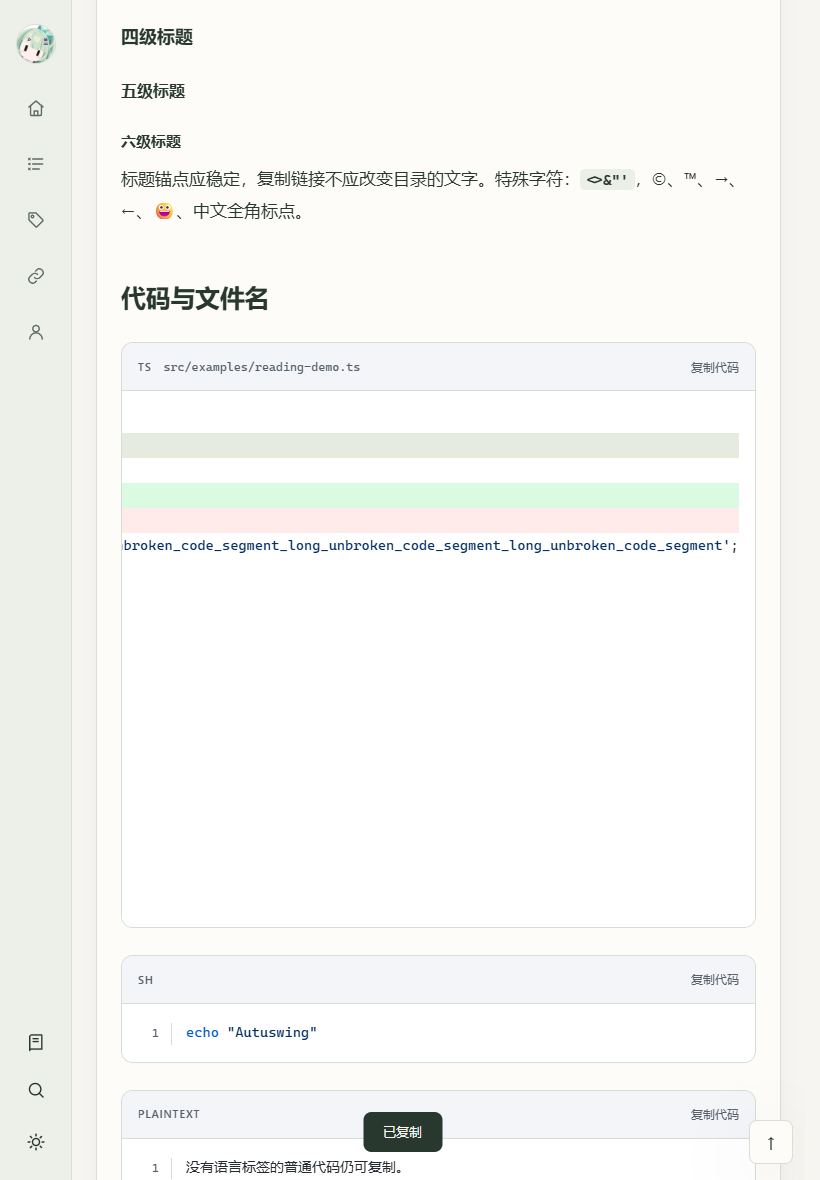 四级标题
五级标题
六级标题
标题锚点应稳定，复制链接不应改变目录的文字。特殊字符：<>&"'，©、™、→、
←、😀、中文全角标点。
代码与文件名
TS src/examples/reading-demo.ts 复制代码
broken_code_segment_long_unbroken_code_segment_long_unbroken_code_segment';
SH 复制代码
1 echo "Autuswing"
PLAINTEXT 复制代码
已复制
↑
1 没有语言标签的普通代码仍可复制。